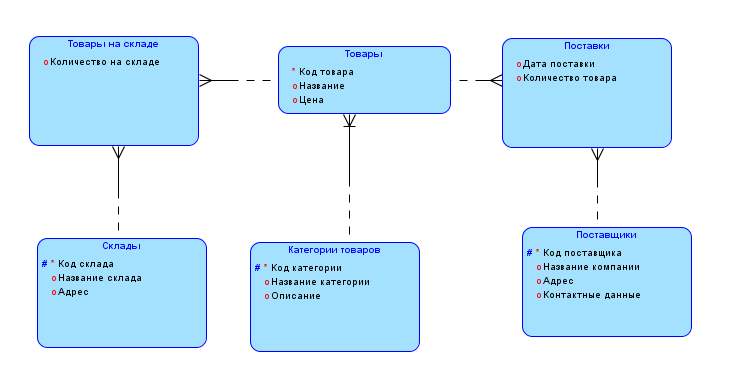 Товары на складе
o Количество на складе
Товары
* Код товара
o Название
o Цена
Поставки
o Дата поставки
o Количество товара
Склады
# * Код склада
o Название склада
o Адрес
Категории товаров
# * Код категории
o Название категории
o Описание
Поставщики
# * Код поставщика
o Название компании
o Адрес
o Контактные данные